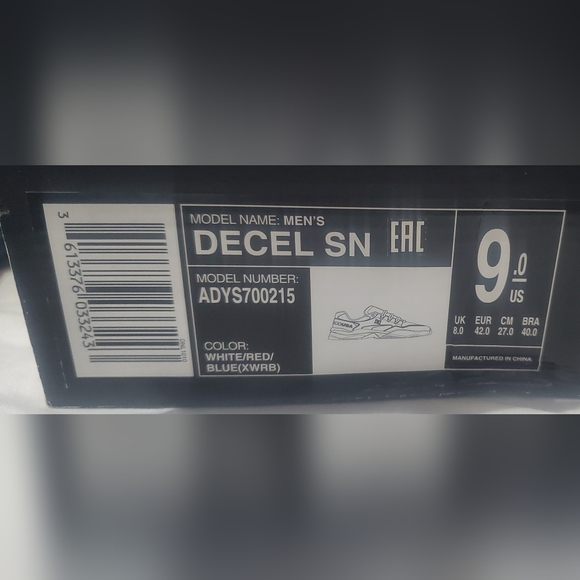 3 613376 033243
MODEL NAME: MEN'S
DECEL SN
EAC
MODEL NUMBER:
ADYS700215
COLOR:
WHITE/RED/
BLUE(XWRB)
9.0
US
UK EUR CM BRA
8.0 42.0 27.0 40.0
MANUFACTURED IN CHINA